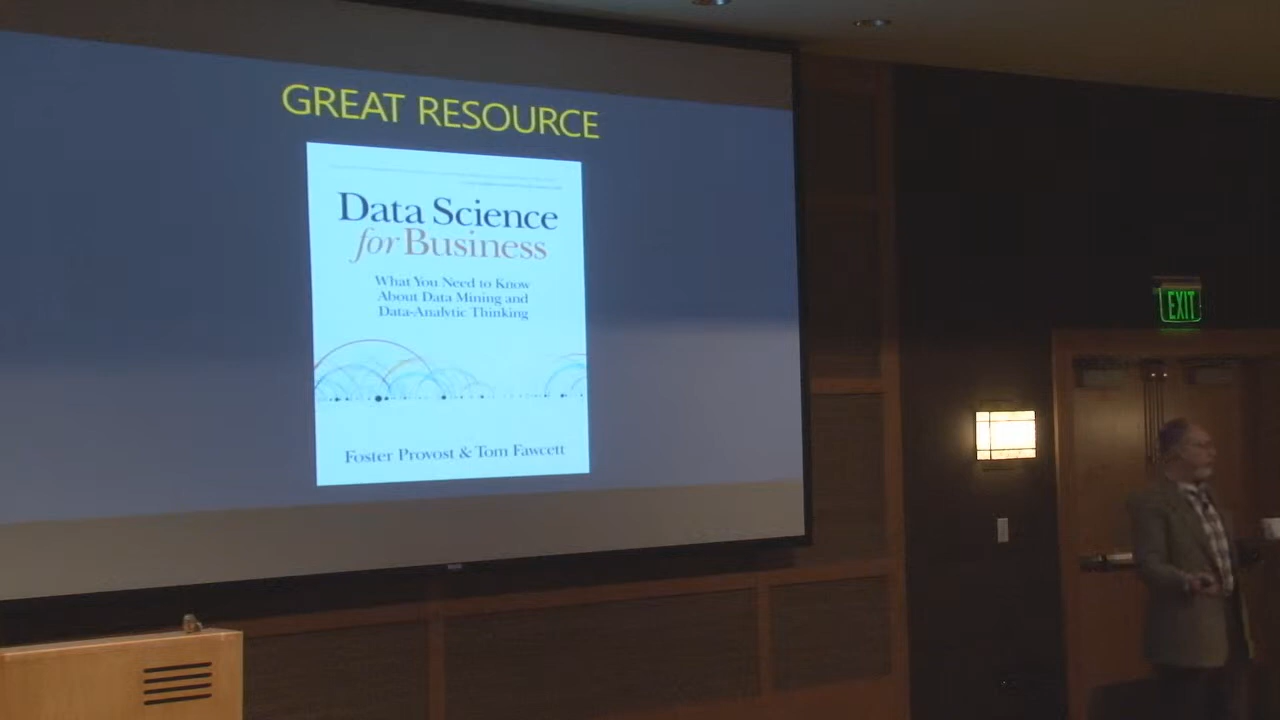 GREAT RESOURCE
Data Science
for Business
What You Need to Know
About Data Mining and
Data-Analytic Thinking
Foster Provost & Tom Fawcett
EXIT